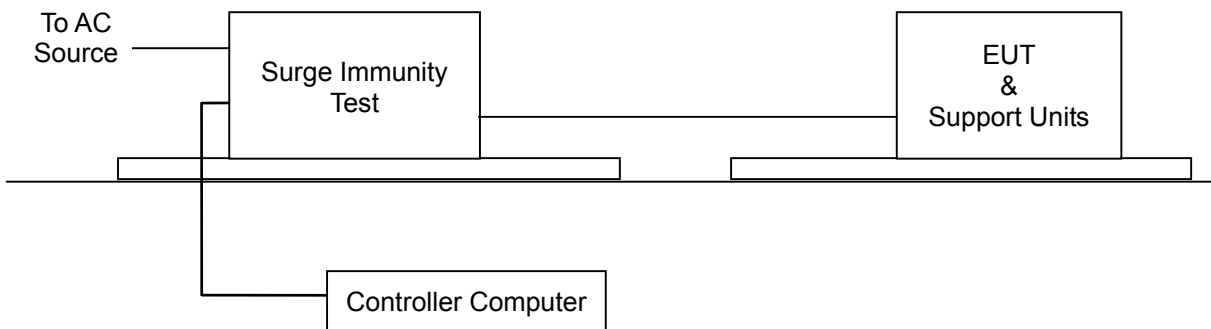 To AC
Source
Surge Immunity
Test
EUT
&
Support Units
Controller Computer